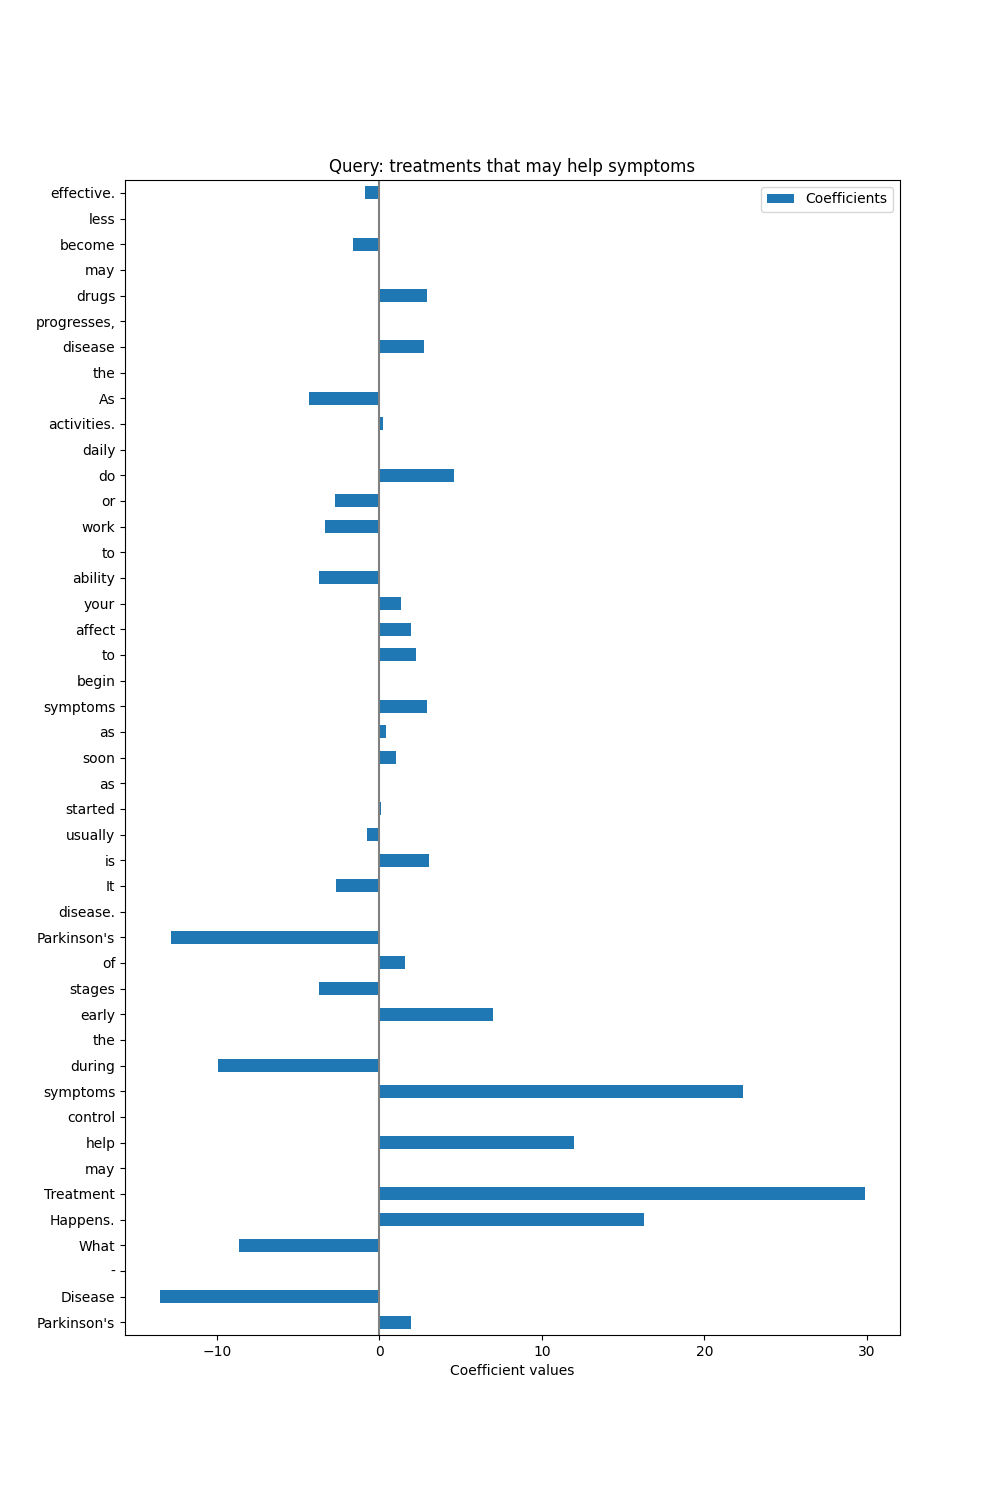 Query: treatments that may help symptoms
Coefficients
effective.
less
become
may
drugs
progresses,
disease
the
As
activities.
daily
do
or
work
to
ability
your
affect
to
begin
symptoms
as
soon
as
started
usually
is
It
disease.
Parkinson's
of
stages
early
the
during
symptoms
control
help
may
Treatment
Happens.
What
-
Disease
Parkinson's
−10 0 10 20 30
Coefficient values